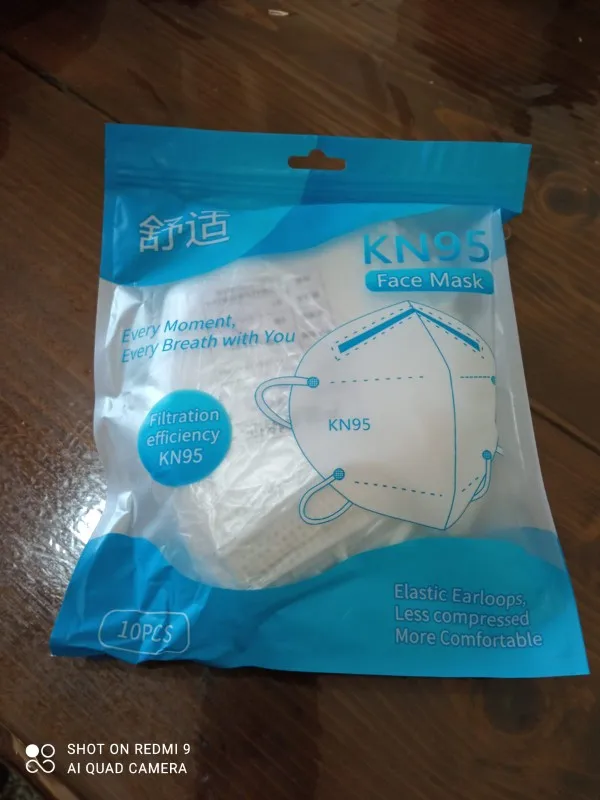 舒适
KN95
Face Mask
Every Moment,
Every Breath with You
Filtration
efficiency
KN95
KN95
10PCS
Elastic Earloops,
Less compressed
More Comfortable
SHOT ON REDMI 9
AI QUAD CAMERA